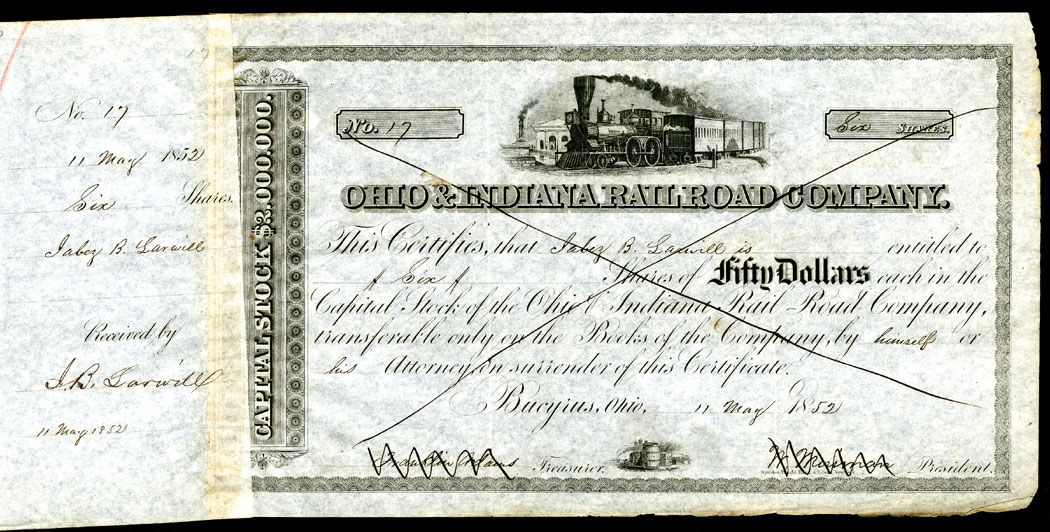 No. 17
11 May 1852
Six Shares.
Jabez B. Larwill
Received by
J. B. Larwill
11 May 1852
CAPITAL STOCK $2,000,000.
No. 17
Six SHARES.
OHIO & INDIANA RAIL ROAD COMPANY.
This Certifies, that Jabez B. Larwill is entitled to
Six Shares of Fifty Dollars each in the
Capital Stock of the Ohio & Indiana Rail Road Company,
transferable only on the Books of the Company, by himself or
his Attorney on surrender of this Certificate.
Bucyrus, Ohio, 11 May 1852
Treasurer.
President.